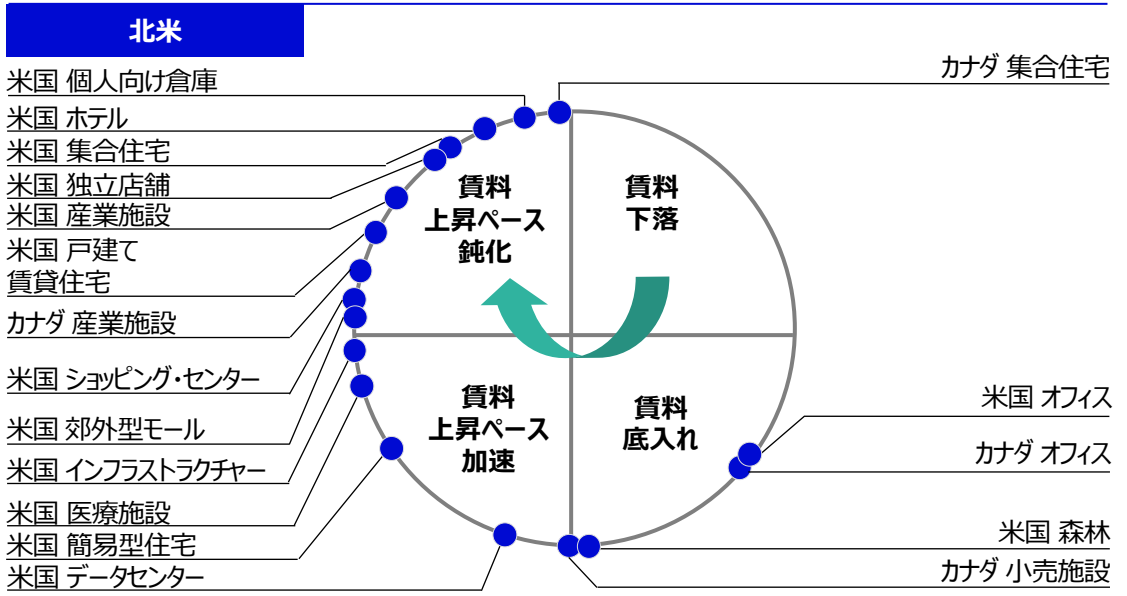 北米
米国 個人向け倉庫
米国 ホテル
米国 集合住宅
米国 独立店舗
米国 産業施設
米国 戸建て
賃貸住宅
カナダ 産業施設
米国 ショッピング・センター
米国 郊外型モール
米国 インフラストラクチャー
米国 医療施設
米国 簡易型住宅
米国 データセンター
賃料
上昇ペース
鈍化
賃料
下落
賃料
上昇ペース
加速
賃料
底入れ
カナダ 集合住宅
米国 オフィス
カナダ オフィス
米国 森林
カナダ 小売施設